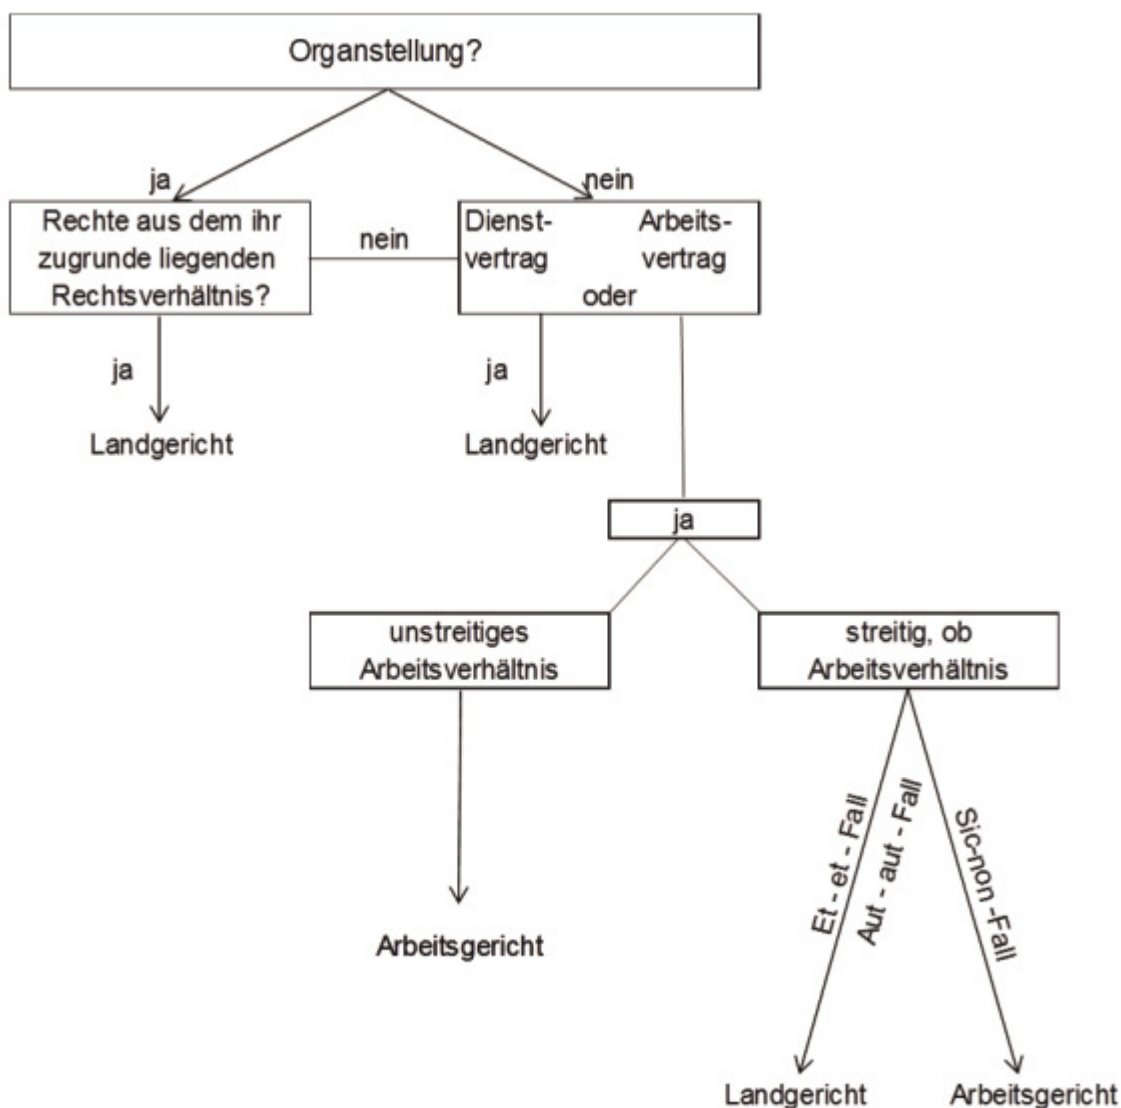 Organstellung?
ja
nein
Rechte aus dem ihr
zugrunde liegenden
Rechtsverhältnis?
nein
Dienst-
vertrag
Arbeits-
vertrag
oder
ja
ja
Landgericht
Landgericht
ja
unstreitiges
Arbeitsverhältnis
streitig, ob
Arbeitsverhältnis
Et - et - Fall
Aut - aut - Fall
Sic-non -Fall
Arbeitsgericht
Landgericht
Arbeitsgericht